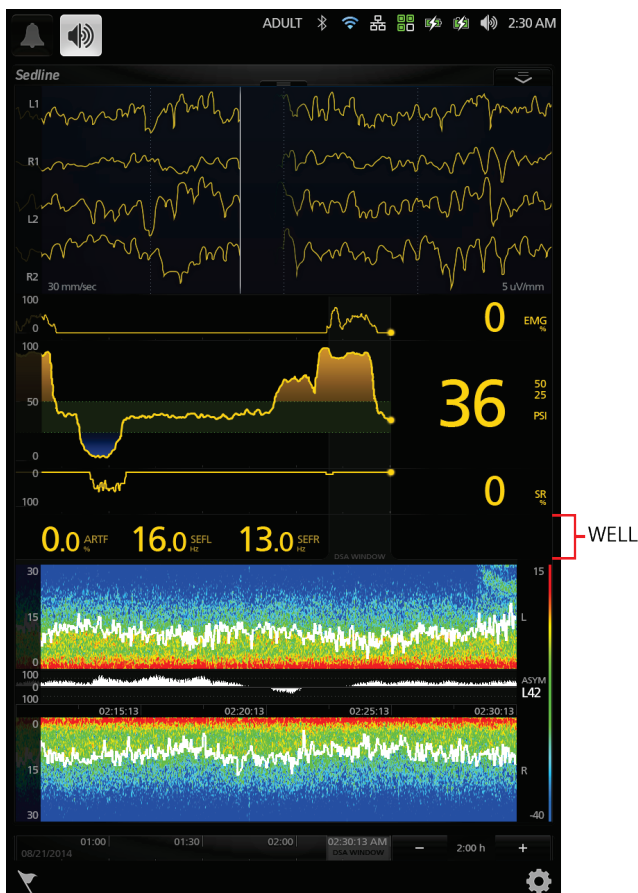 ADULT 2:30 AM
Sedline
L1
R1
L2
R2
30 mm/sec 5 uV/mm
100
0
0 EMG %
100
50
0
36 50 25 PSI
0
100
0 SR %
0.0 ARTF % 16.0 SEFL HZ 13.0 SEFR HZ
DSA WINDOW
WELL
30 15
15 L
0
100
0
100
ASYM
L42
02:15:13 02:20:13 02:25:13 02:30:13
0
15 R
30 -40
01:00 01:30 02:00 02:30:13 AM
08/21/2014 DSA WINDOW − 2:00 h +